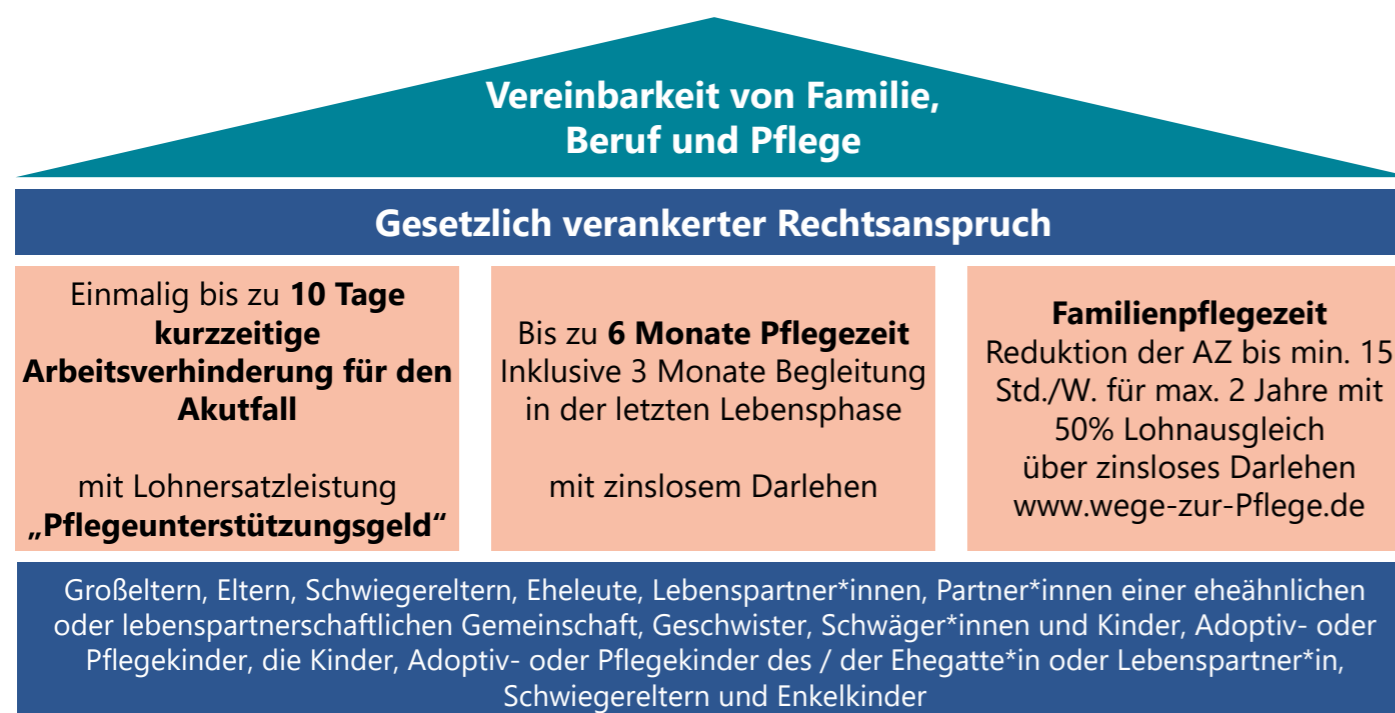 Vereinbarkeit von Familie,
Beruf und Pflege
Gesetzlich verankerter Rechtsanspruch
Einmalig bis zu 10 Tage
kurzzeitige
Arbeitsverhinderung für den
Akutfall
mit Lohnersatzleistung
„Pflegeunterstützungsgeld“
Bis zu 6 Monate Pflegezeit
Inklusive 3 Monate Begleitung
in der letzten Lebensphase
mit zinslosem Darlehen
Familienpflegezeit
Reduktion der AZ bis min. 15
Std./W. für max. 2 Jahre mit
50% Lohnausgleich
über zinsloses Darlehen
www.wege-zur-Pflege.de
Großeltern, Eltern, Schwiegereltern, Eheleute, Lebenspartner*innen, Partner*innen einer eheähnlichen
oder lebenspartnerschaftlichen Gemeinschaft, Geschwister, Schwäger*innen und Kinder, Adoptiv- oder
Pflegekinder, die Kinder, Adoptiv- oder Pflegekinder des / der Ehegatte*in oder Lebenspartner*in,
Schwiegereltern und Enkelkinder